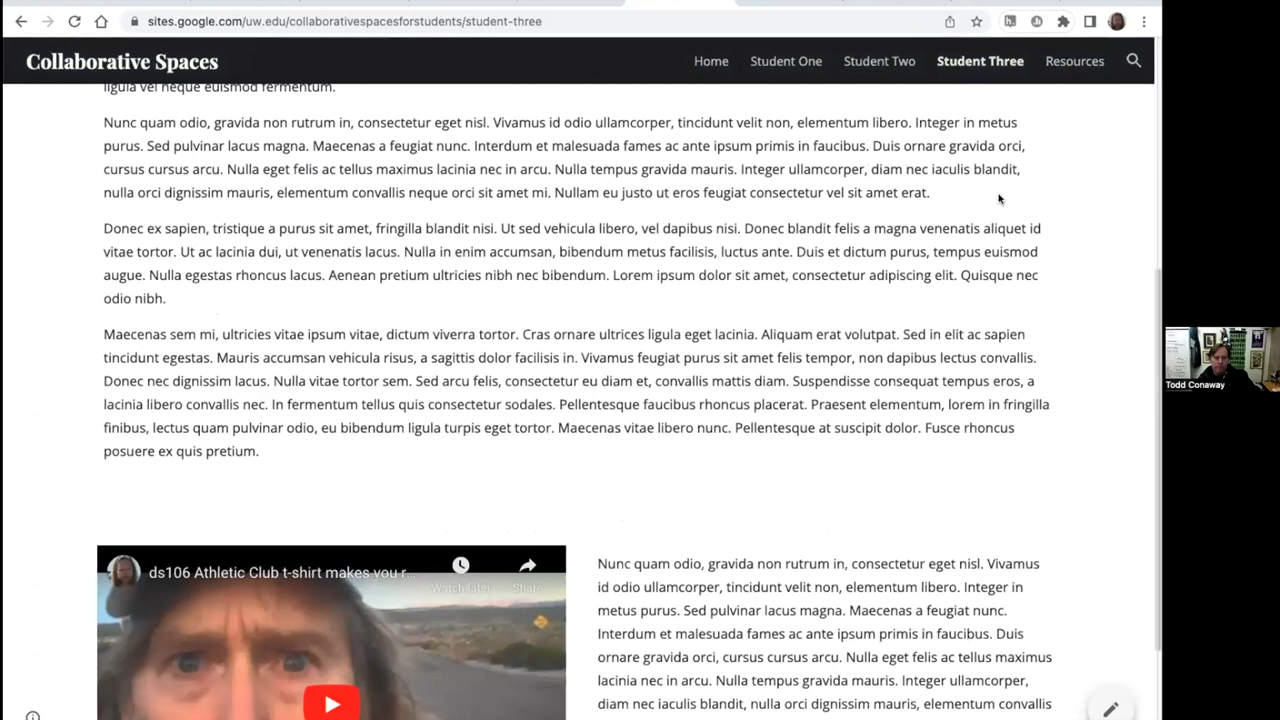 sites.google.com/uw.edu/collaborativespacesforstudents/student-three
Collaborative Spaces
Home
Student One
Student Two
Student Three
Resources
ligula vel neque euismod fermentum.
Nunc quam odio, gravida non rutrum in, consectetur eget nisl. Vivamus id odio ullamcorper, tincidunt velit non, elementum libero. Integer in metus
purus. Sed pulvinar lacus magna. Maecenas a feugiat nunc. Interdum et malesuada fames ac ante ipsum primis in faucibus. Duis ornare gravida orci,
cursus cursus arcu. Nulla eget felis ac tellus maximus lacinia nec in arcu. Nulla tempus gravida mauris. Integer ullamcorper, diam nec iaculis blandit,
nulla orci dignissim mauris, elementum convallis neque orci sit amet mi. Nullam eu justo ut eros feugiat consectetur vel sit amet erat.
Donec ex sapien, tristique a purus sit amet, fringilla blandit nisi. Ut sed vehicula libero, vel dapibus nisi. Donec blandit felis a magna venenatis aliquet id
vitae tortor. Ut ac lacinia dui, ut venenatis lacus. Nulla in enim accumsan, bibendum metus facilisis, luctus ante. Duis et dictum purus, tempus euismod
augue. Nulla egestas rhoncus lacus. Aenean pretium ultricies nibh nec bibendum. Lorem ipsum dolor sit amet, consectetur adipiscing elit. Quisque nec
odio nibh.
Maecenas sem mi, ultricies vitae ipsum vitae, dictum viverra tortor. Cras ornare ultrices ligula eget lacinia. Aliquam erat volutpat. Sed in elit ac sapien
tincidunt egestas. Mauris accumsan vehicula risus, a sagittis dolor facilisis in. Vivamus feugiat purus sit amet felis tempor, non dapibus lectus convallis.
Donec nec dignissim lacus. Nulla vitae tortor sem. Sed arcu felis, consectetur eu diam et, convallis mattis diam. Suspendisse consequat tempus eros, a
lacinia libero convallis nec. In fermentum tellus quis consectetur sodales. Pellentesque faucibus rhoncus placerat. Praesent elementum, lorem in fringilla
finibus, lectus quam pulvinar odio, eu bibendum ligula turpis eget tortor. Maecenas vitae libero nunc. Pellentesque at suscipit dolor. Fusce rhoncus
posuere ex quis pretium.
ds106 Athletic Club t-shirt makes you r...
Watch later
Share
Nunc quam odio, gravida non rutrum in, consectetur eget nisl. Vivamus
id odio ullamcorper, tincidunt velit non, elementum libero. Integer in
metus purus. Sed pulvinar lacus magna. Maecenas a feugiat nunc.
Interdum et malesuada fames ac ante ipsum primis in faucibus. Duis
ornare gravida orci, cursus cursus arcu. Nulla eget felis ac tellus maximus
lacinia nec in arcu. Nulla tempus gravida mauris. Integer ullamcorper,
diam nec iaculis blandit, nulla orci dignissim mauris, elementum convallis
Todd Conaway